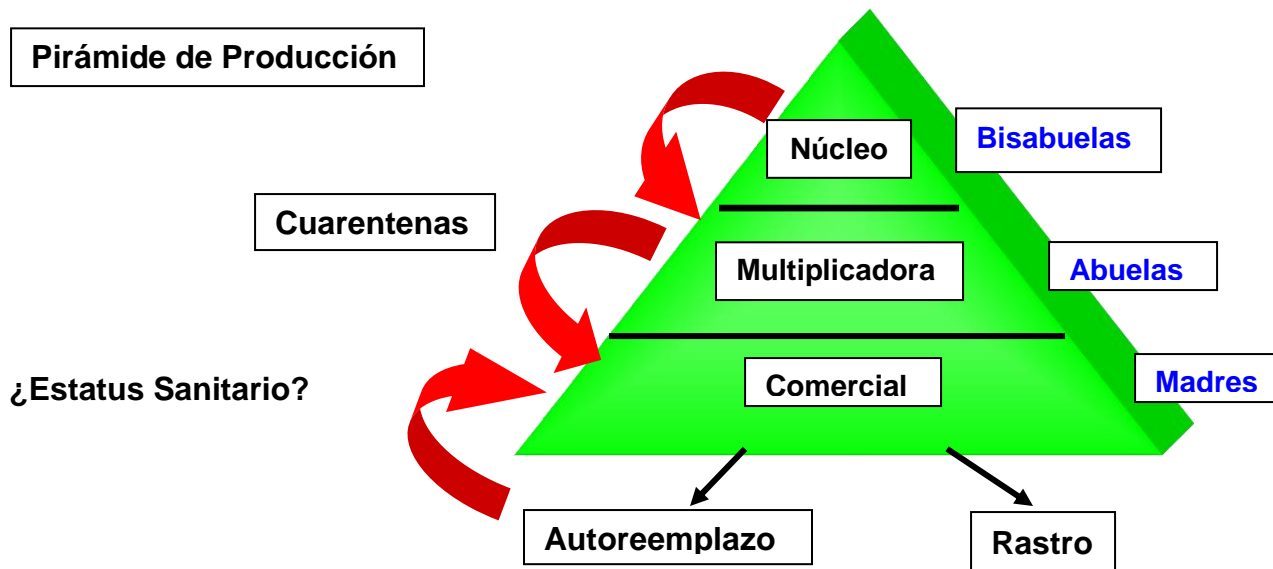 Pirámide de Producción
Núcleo
Bisabuelas
Cuarentenas
Multiplicadora
Abuelas
¿Estatus Sanitario?
Comercial
Madres
Autoreemplazo
Rastro